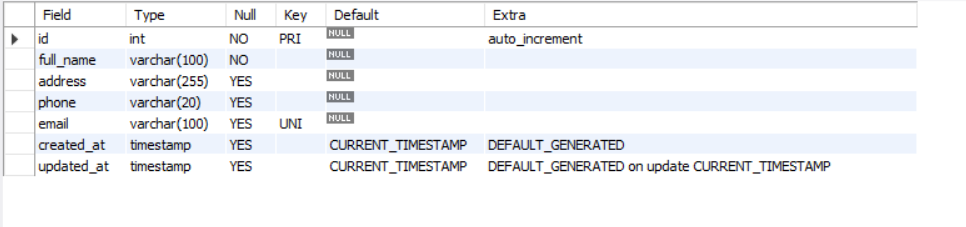 Field Type Null Key Default Extra
id int NO PRI NULL auto_increment
full_name varchar(100) NO NULL
address varchar(255) YES NULL
phone varchar(20) YES NULL
email varchar(100) YES UNI NULL
created_at timestamp YES CURRENT_TIMESTAMP DEFAULT_GENERATED
updated_at timestamp YES CURRENT_TIMESTAMP DEFAULT_GENERATED on update CURRENT_TIMESTAMP